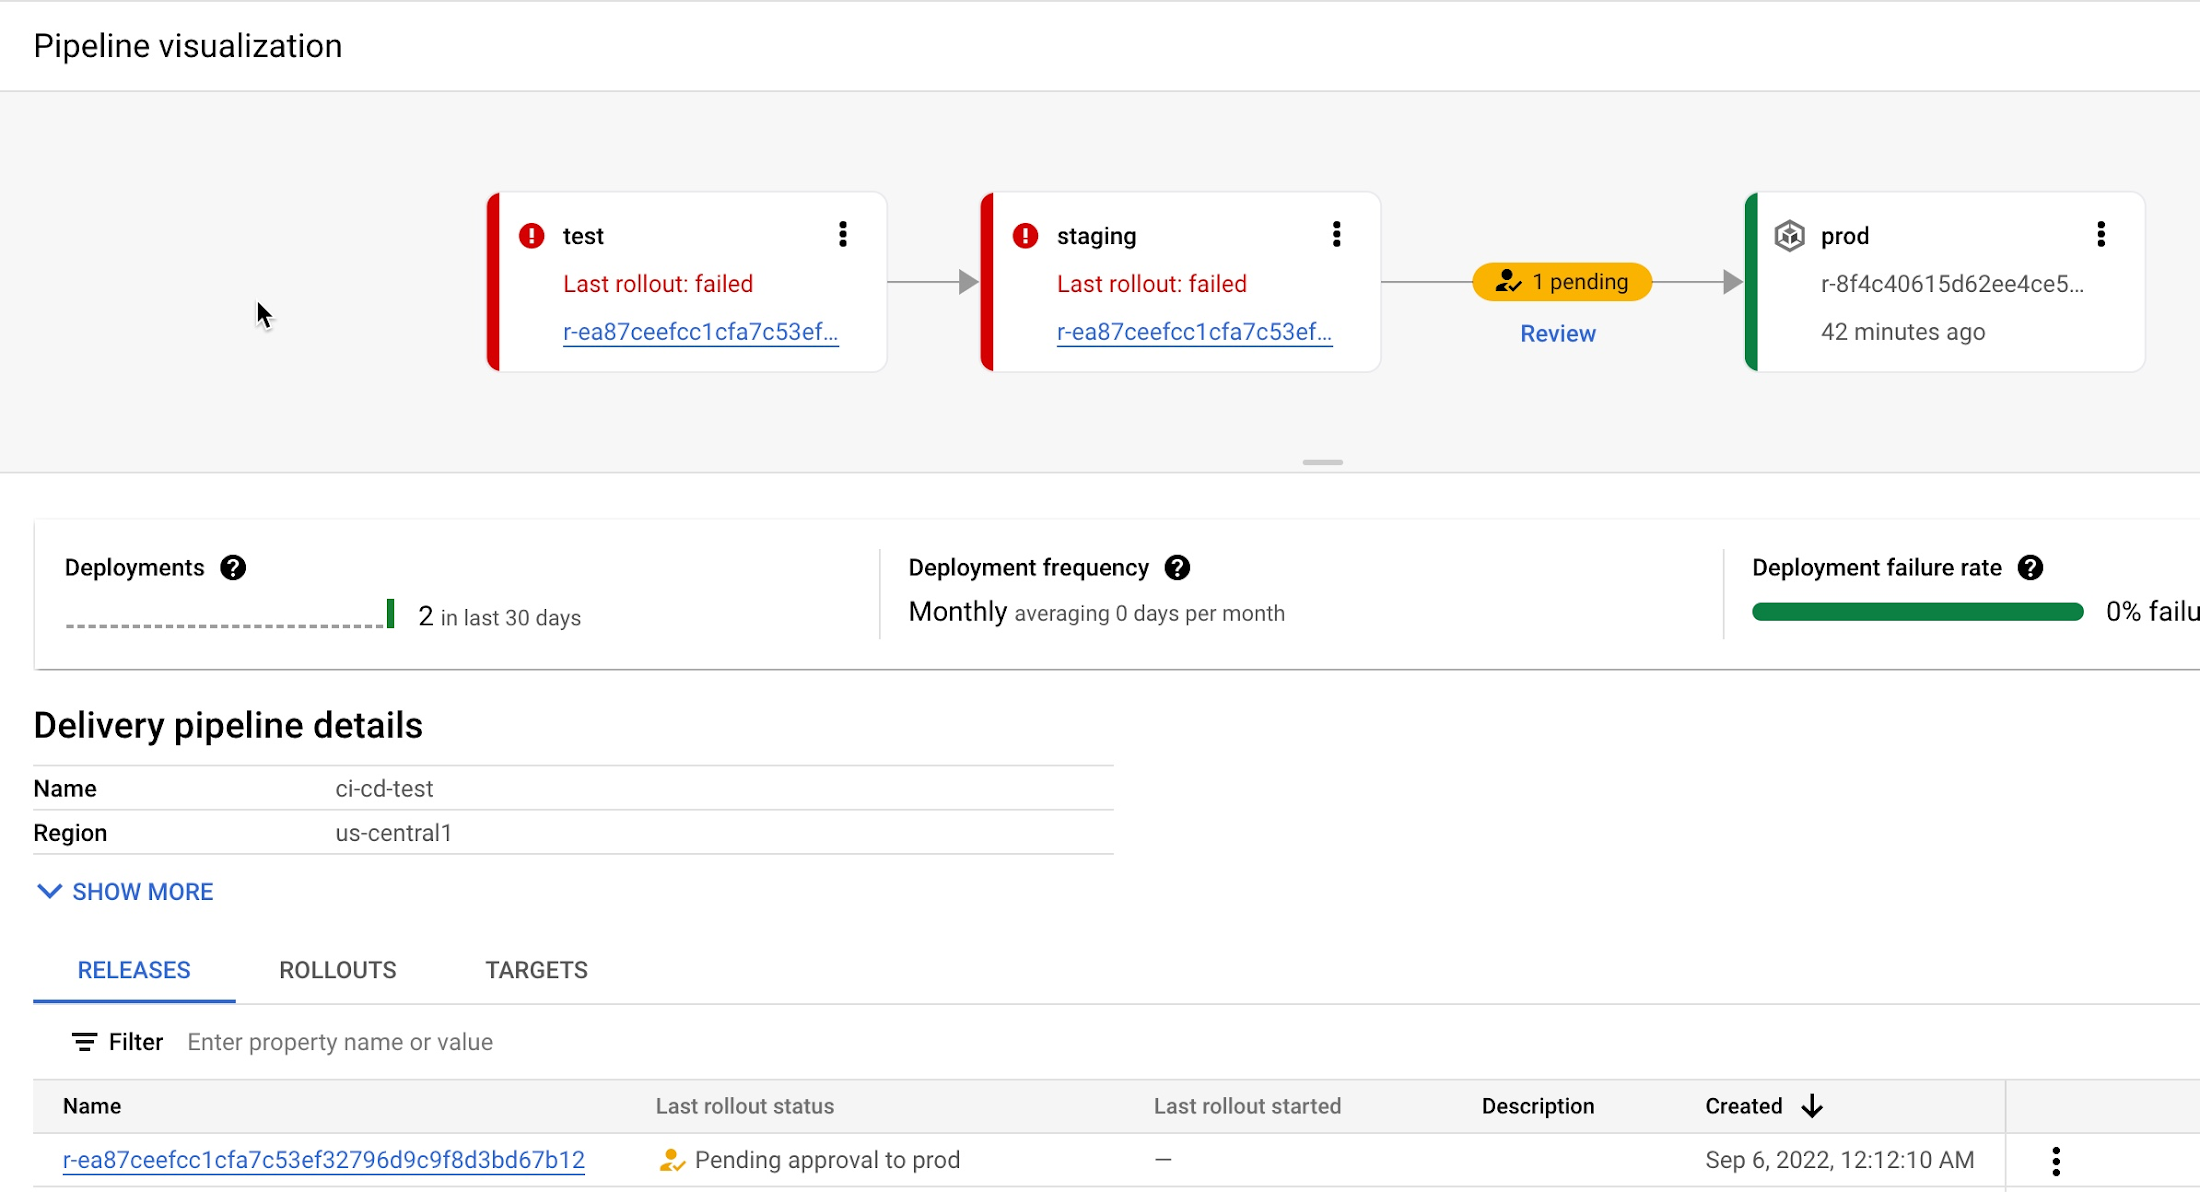 Pipeline visualization
test
Last rollout: failed
r-ea87ceefcc1cfa7c53ef...
staging
Last rollout: failed
r-ea87ceefcc1cfa7c53ef...
1 pending
Review
prod
r-8f4c40615d62ee4ce5...
42 minutes ago
Deployments
2 in last 30 days
Deployment frequency
Monthly averaging 0 days per month
Deployment failure rate
0% failu
Delivery pipeline details
Name ci-cd-test
Region us-central1
SHOW MORE
RELEASES ROLLOUTS TARGETS
Filter Enter property name or value
Name Last rollout status Last rollout started Description Created
r-ea87ceefcc1cfa7c53ef32796d9c9f8d3bd67b12 Pending approval to prod — Sep 6, 2022, 12:12:10 AM